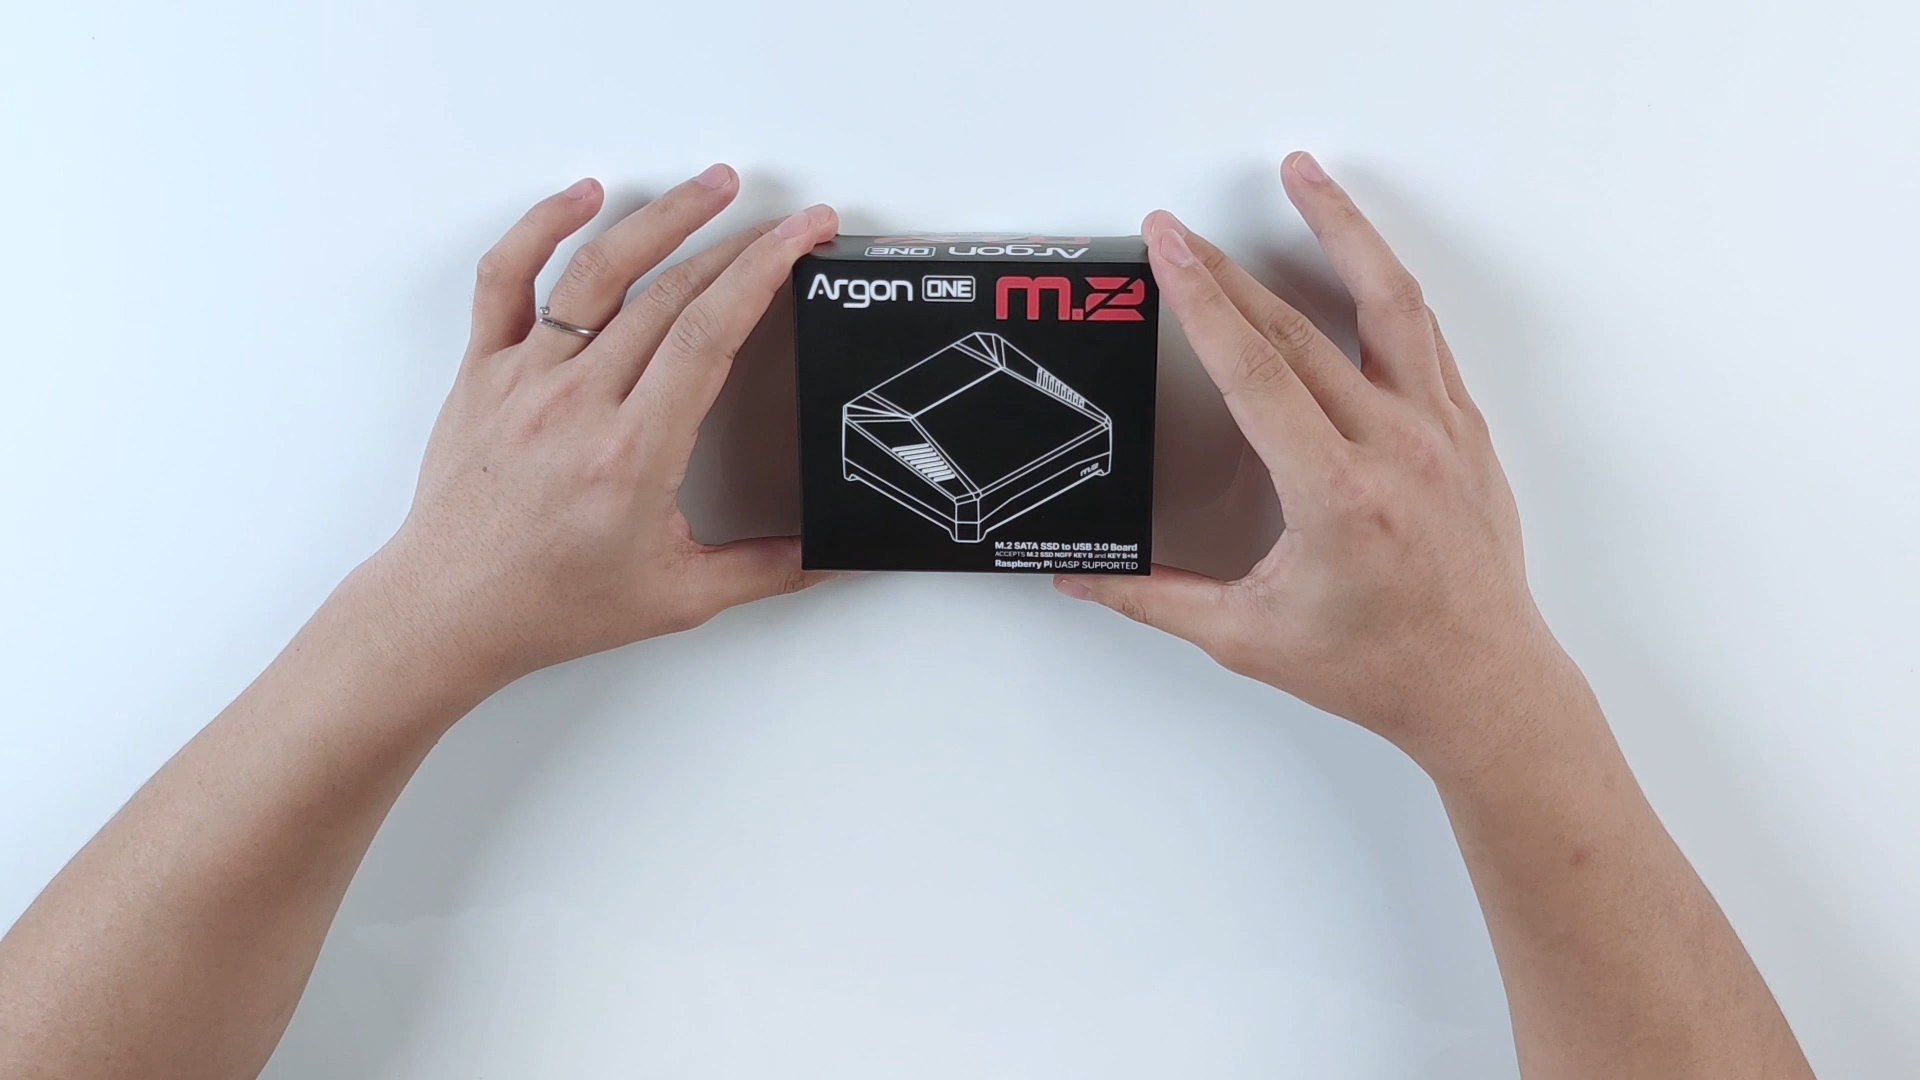 Argon ONE
Argon ONE M.2
M.2
M.2 SATA SSD to USB 3.0 Board
ACCEPTS M.2 SSD NGFF KEY B and KEY B+M
Raspberry Pi UASP SUPPORTED